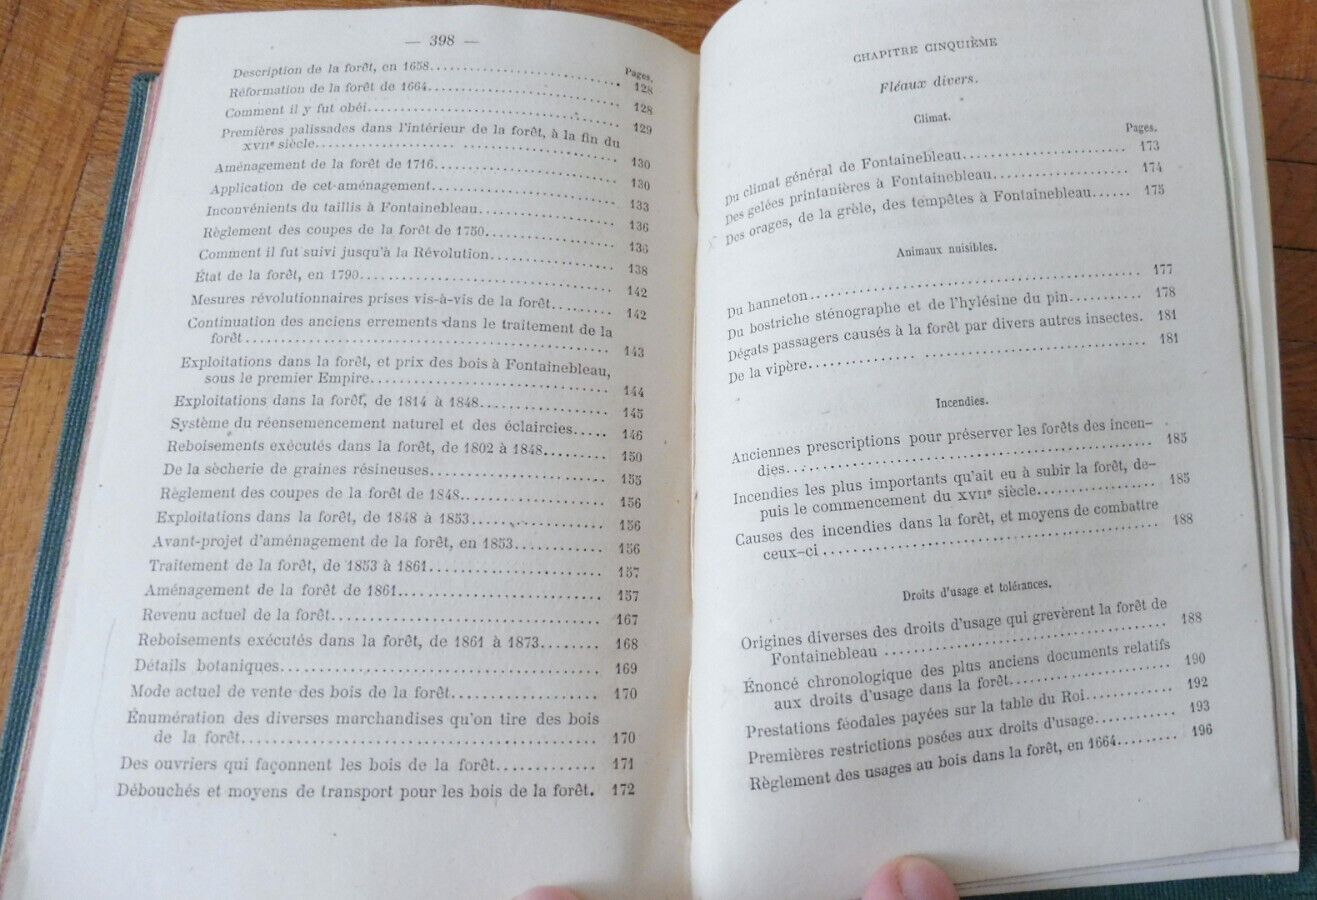 — 398 —
Pages.
Description de la forêt, en 1658........................ 128
Réformation de la forêt de 1664........................ 128
Comment il y fut obéi........................ 129
Premières palissades dans l'intérieur de la forêt, à la fin du
XVIIe siècle........................ 130
Aménagement de la forêt de 1716........................ 130
Application de cet aménagement........................ 133
Inconvénients du taillis à Fontainebleau........................ 136
Règlement des coupes de la forêt de 1750........................ 136
Comment il fut suivi jusqu'à la Révolution........................ 138
État de la forêt, en 1790........................ 142
Mesures révolutionnaires prises vis-à-vis de la forêt........ 142
Continuation des anciens errements dans le traitement de la
forêt........................ 143
Exploitations dans la forêt, et prix des bois à Fontainebleau,
sous le premier Empire........................ 144
Exploitations dans la forêt, de 1814 à 1848................ 145
Système du réensemencement naturel et des éclaircies..... 146
Reboisements exécutés dans la forêt, de 1802 à 1848........ 150
De la sècherie de graines résineuses........................ 155
Règlement des coupes de la forêt de 1848................ 156
Exploitations dans la forêt, de 1848 à 1853................ 156
Avant-projet d'aménagement de la forêt, en 1853............ 156
Traitement de la forêt, de 1853 à 1861........................ 157
Aménagement de la forêt de 1861........................ 157
Revenu actuel de la forêt........................ 167
Reboisements exécutés dans la forêt, de 1861 à 1873........ 168
Détails botaniques........................ 169
Mode actuel de vente des bois de la forêt................ 170
Énumération des diverses marchandises qu'on tire des bois
de la forêt........................ 170
Des ouvriers qui façonnent les bois de la forêt............ 171
Débouchés et moyens de transport pour les bois de la forêt. 172
CHAPITRE CINQUIÈME
Fléaux divers.
Climat.
Pages.
Du climat général de Fontainebleau........................ 173
Des gelées printanières à Fontainebleau................ 174
Des orages, de la grêle, des tempêtes à Fontainebleau...... 175
Animaux nuisibles.
Du hanneton........................ 177
Du bostriche sténographe et de l'hylésine du pin........... 178
Dégats passagers causés à la forêt par divers autres insectes. 181
De la vipère........................ 181
Incendies.
Anciennes prescriptions pour préserver les forêts des incen-
dies........................ 185
Incendies les plus importants qu'ait eu à subir la forêt, de-
puis le commencement du XVIIe siècle................ 185
Causes des incendies dans la forêt, et moyens de combattre
ceux-ci........................ 188
Droits d'usage et tolérances.
Origines diverses des droits d'usage qui grevèrent la forêt de
Fontainebleau........................ 188
Énoncé chronologique des plus anciens documents relatifs
aux droits d'usage dans la forêt................ 190
Prestations féodales payées sur la table du Roi............ 192
Premières restrictions posées aux droits d'usage............ 193
Règlement des usages au bois dans la forêt, en 1664......... 196